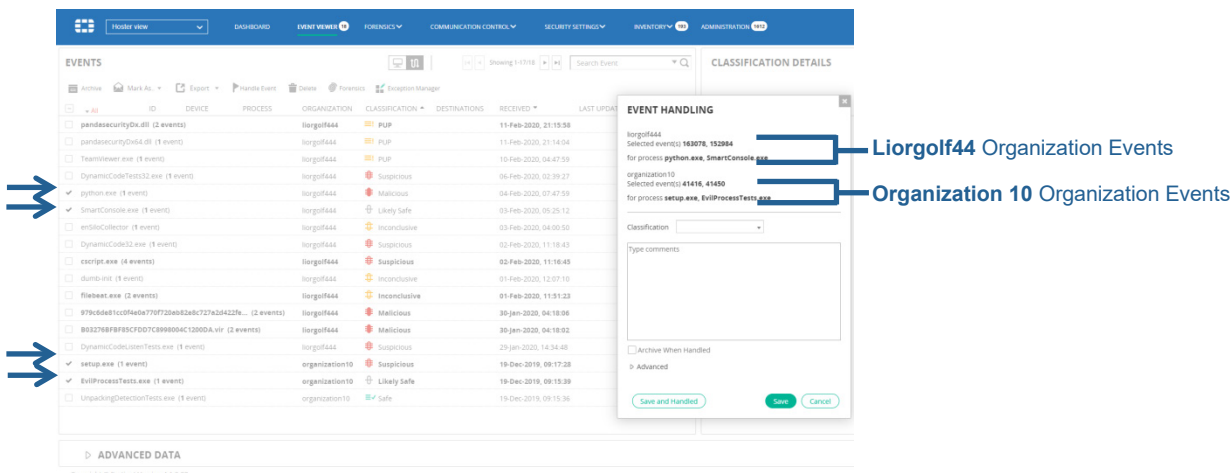 Hoster view
DASHBOARD
EVENT VIEWER 18
FORENSICS
COMMUNICATION CONTROL
SECURITY SETTINGS
INVENTORY 103
ADMINISTRATION 1012
EVENTS
Showing 1-17/18
Search Event
CLASSIFICATION DETAILS
Archive Mark As.. Export Handle Event Delete Forensics Exception Manager
All ID DEVICE PROCESS ORGANIZATION CLASSIFICATION DESTINATIONS RECEIVED LAST UPDAT
pandasecurityDx.dll (2 events) liorgolf444 PUP 11-Feb-2020, 21:15:58
pandasecurityDx64.dll (1 event) liorgolf444 PUP 11-Feb-2020, 21:14:04
TeamViewer.exe (1 event) liorgolf444 PUP 10-Feb-2020, 04:47:59
DynamicCodeTests32.exe (1 event) liorgolf444 Suspicious 06-Feb-2020, 02:39:27
python.exe (1 event) liorgolf444 Malicious 04-Feb-2020, 07:47:59
SmartConsole.exe (1 event) liorgolf444 Likely Safe 03-Feb-2020, 05:25:12
enSiloCollector (1 event) liorgolf444 Inconclusive 03-Feb-2020, 04:00:50
DynamicCode32.exe (1 event) liorgolf444 Suspicious 02-Feb-2020, 11:18:43
cscript.exe (4 events) liorgolf444 Suspicious 02-Feb-2020, 11:16:45
dumb-init (1 event) liorgolf444 Inconclusive 01-Feb-2020, 12:07:10
filebeat.exe (2 events) liorgolf444 Inconclusive 01-Feb-2020, 11:51:23
(2 events) liorgolf444 Malicious 30-Jan-2020, 04:18:06
(2 events) liorgolf444 Malicious 30-Jan-2020, 04:18:02
DynamicCodeListenTests.exe (1 event) liorgolf444 Suspicious 29-Jan-2020, 14:34:48
setup.exe (1 event) organization10 Suspicious 19-Dec-2019, 09:17:28
EvilProcessTests.exe (1 event) organization10 Likely Safe 19-Dec-2019, 09:15:39
UnpackingDetectionTests.exe (1 event) organization10 Safe 19-Dec-2019, 09:15:36
ADVANCED DATA
EVENT HANDLING
liorgolf444
Selected event(s) 163078, 152984
for process python.exe, SmartConsole.exe
organization10
Selected event(s) 41416, 41450
for process setup.exe, EvilProcessTests.exe
Classification
Type comments
Archive When Handled
Advanced
Save and Handled Save Cancel
Liorgolf44 Organization Events
Organization 10 Organization Events